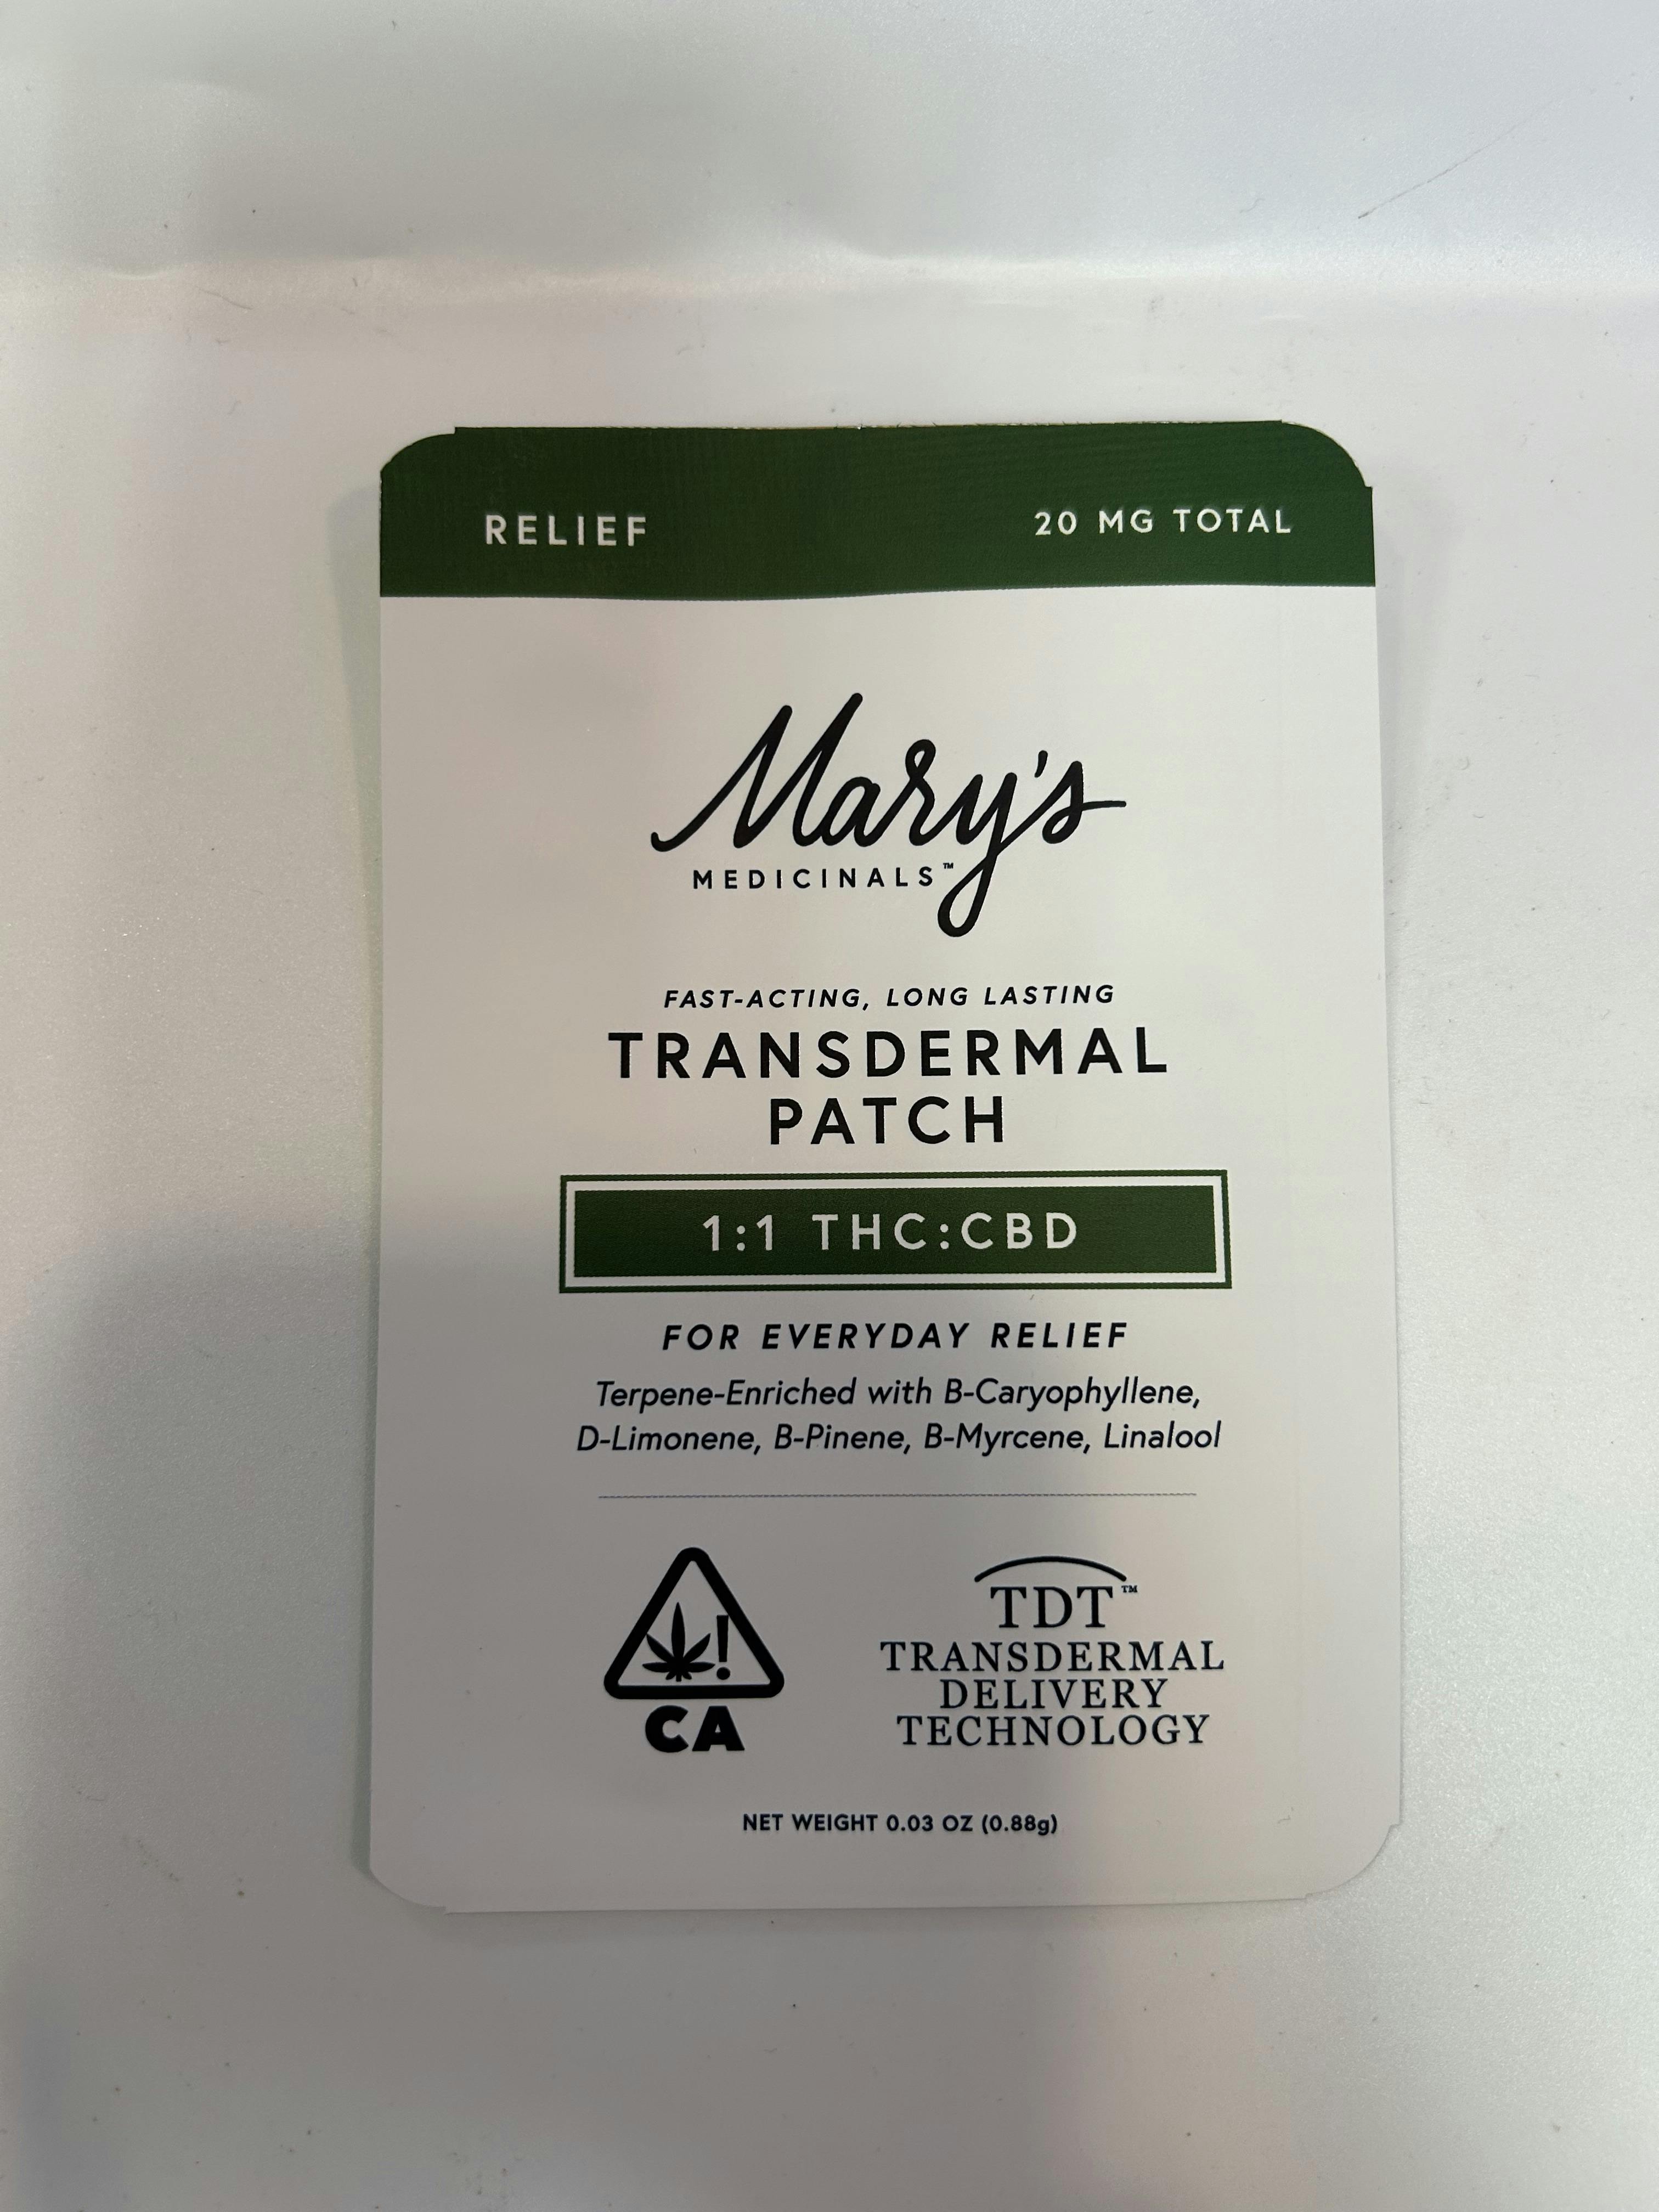 RELIEF
20 MG TOTAL
Mary's
MEDICINALS™
FAST-ACTING, LONG LASTING
TRANSDERMAL
PATCH
1:1 THC:CBD
FOR EVERYDAY RELIEF
Terpene-Enriched with B-Caryophyllene,
D-Limonene, B-Pinene, B-Myrcene, Linalool
!
CA
TDT™
TRANSDERMAL
DELIVERY
TECHNOLOGY
NET WEIGHT 0.03 OZ (0.88g)